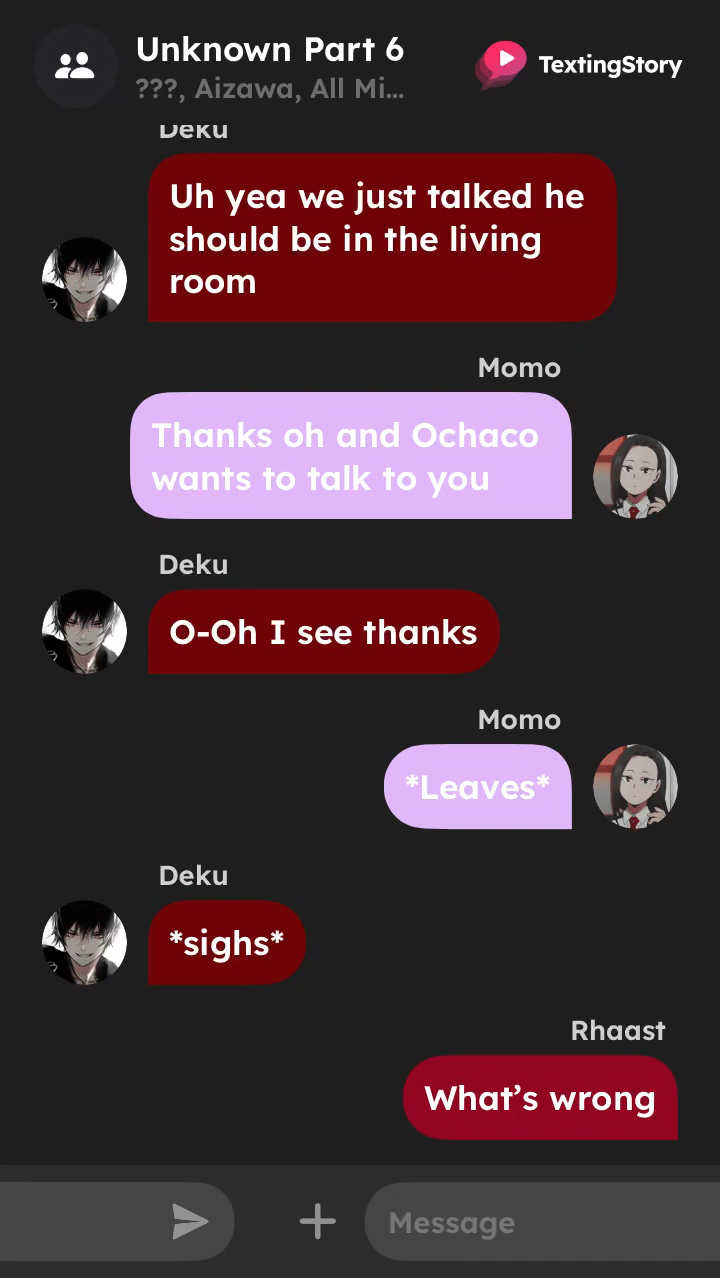 Unknown Part 6
???, Aizawa, All Mi...
TextingStory
Deku
Uh yea we just talked he
should be in the living
room
Momo
Thanks oh and Ochaco
wants to talk to you
Deku
O-Oh I see thanks
Momo
*Leaves*
Deku
*sighs*
Rhaast
What's wrong
Message